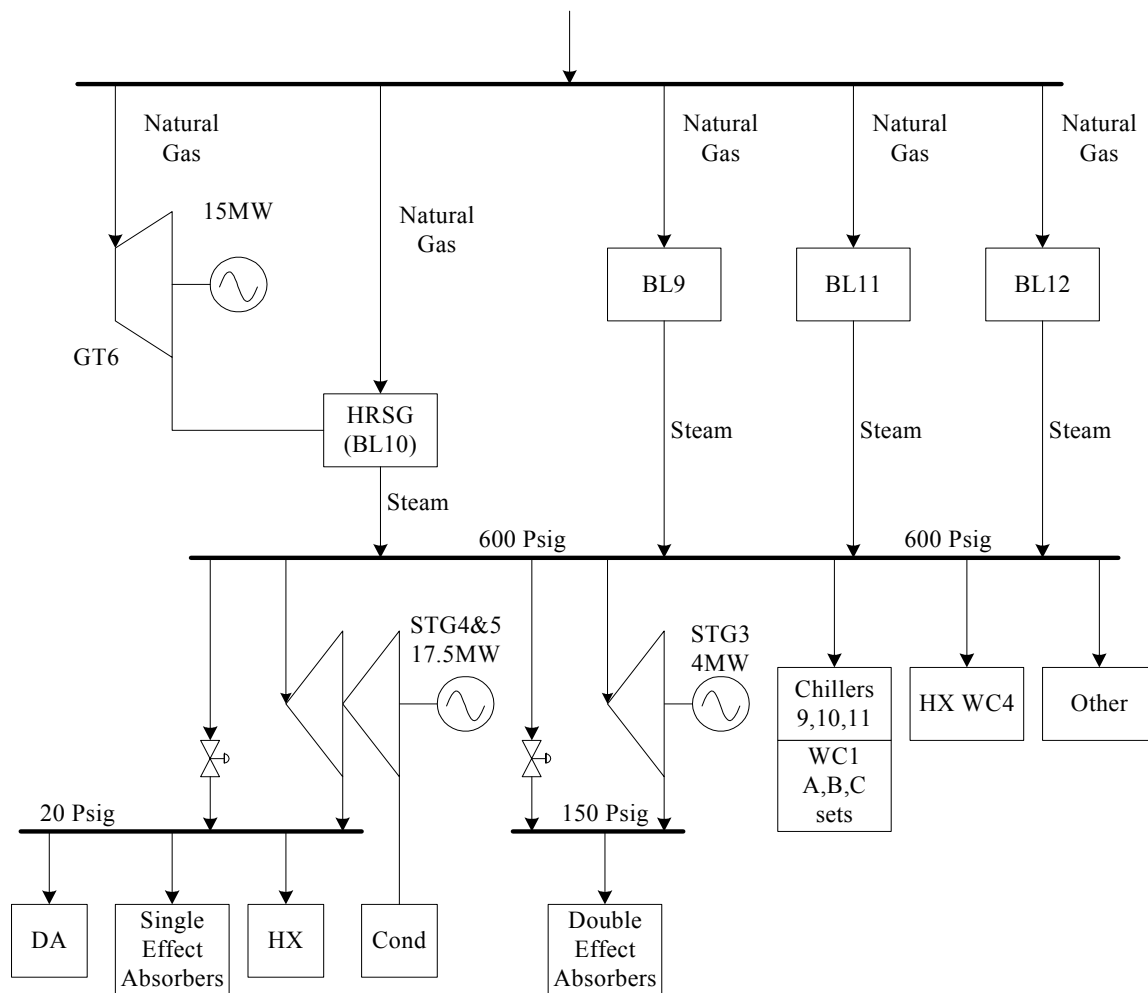 Natural
Gas
Natural
Gas
Natural
Gas
Natural
Gas
15MW
Natural
Gas
BL9
BL11
BL12
GT6
HRSG
(BL10)
Steam
Steam
Steam
Steam
600 Psig
600 Psig
STG4&5
17.5MW
STG3
4MW
Chillers
9,10,11
WC1
A,B,C
sets
HX WC4
Other
20 Psig
150 Psig
DA
Single
Effect
Absorbers
HX
Cond
Double
Effect
Absorbers